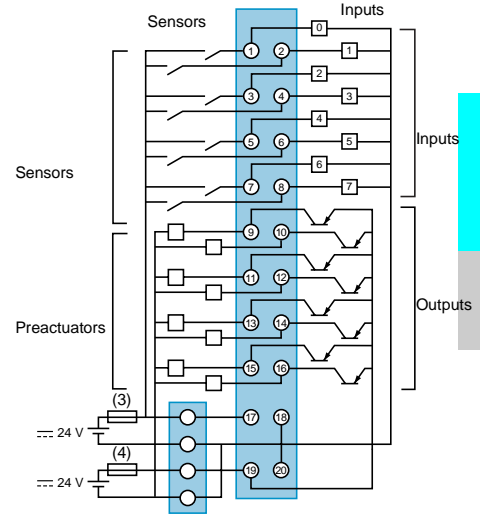 Sensors
Inputs
0
1 2 1
2
3 4 3
4
5 6 5
6
7 8 7
Inputs
Sensors
9 10
11 12
13 14
15 16
Outputs
Preactuators
(3)
17 18
24 V
(4)
19 20
24 V